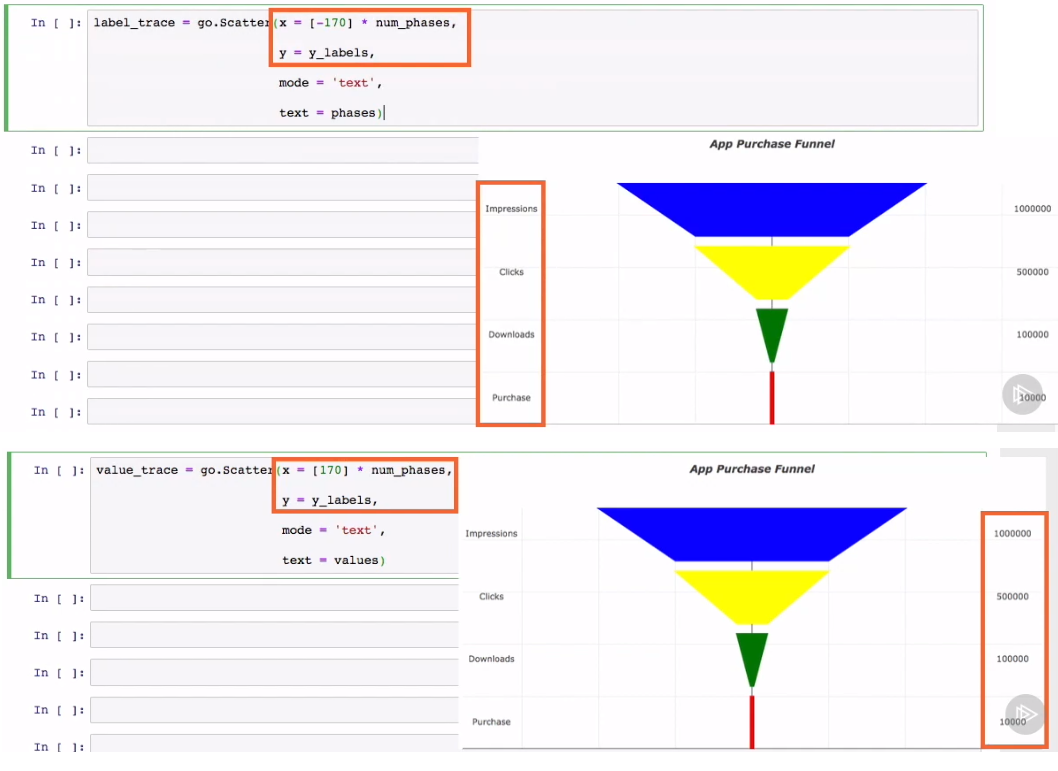 In [ ]: label_trace = go.Scatter(x = [-170] * num_phases,
y = y_labels,
mode = 'text',
text = phases)
In [ ]:
In [ ]:
In [ ]:
In [ ]:
In [ ]:
In [ ]:
In [ ]:
In [ ]:
App Purchase Funnel
Impressions 1000000
Clicks 500000
Downloads 100000
Purchase 10000
In [ ]: value_trace = go.Scatter(x = [170] * num_phases,
y = y_labels,
mode = 'text',
text = values)
In [ ]:
In [ ]:
In [ ]:
In [ ]:
In [ ]:
App Purchase Funnel
Impressions 1000000
Clicks 500000
Downloads 100000
Purchase 10000